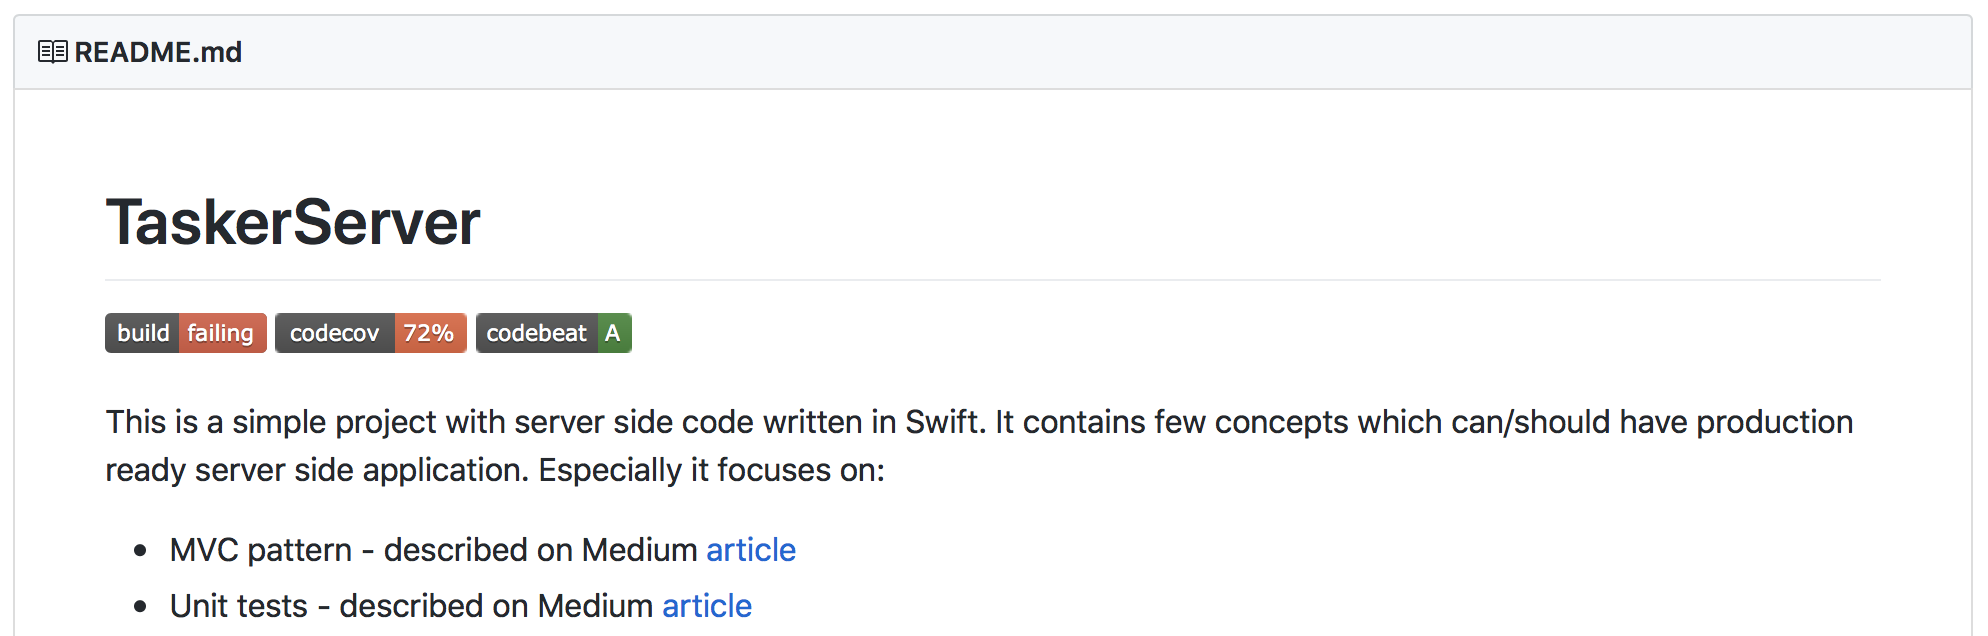 README.md
TaskerServer
build failing codecov 72% codebeat A
This is a simple project with server side code written in Swift. It contains few concepts which can/should have production
ready server side application. Especially it focuses on:
• MVC pattern - described on Medium article
• Unit tests - described on Medium article